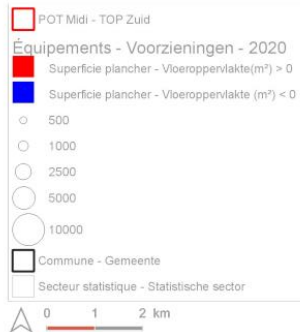 POT Midi - TOP Zuid
Équipements - Voorzieningen - 2020
Superficie plancher - Vloeroppervlakte(m²) > 0
Superficie plancher - Vloeroppervlakte (m²) < 0
500
1000
2500
5000
10000
Commune - Gemeente
Secteur statistique - Statistische sector
0 1 2 km